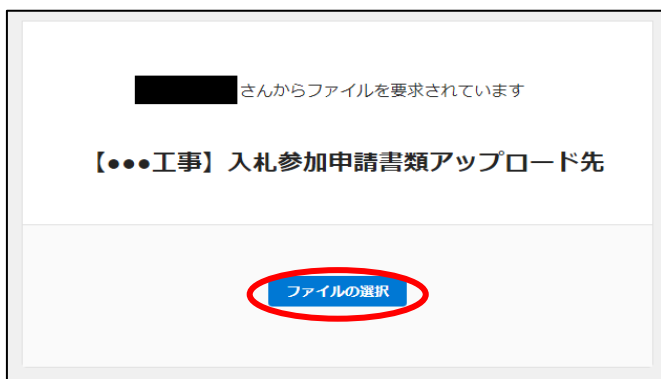 さんからファイルを要求されています
【●●●工事】入札参加申請書類アップロード先
ファイルの選択